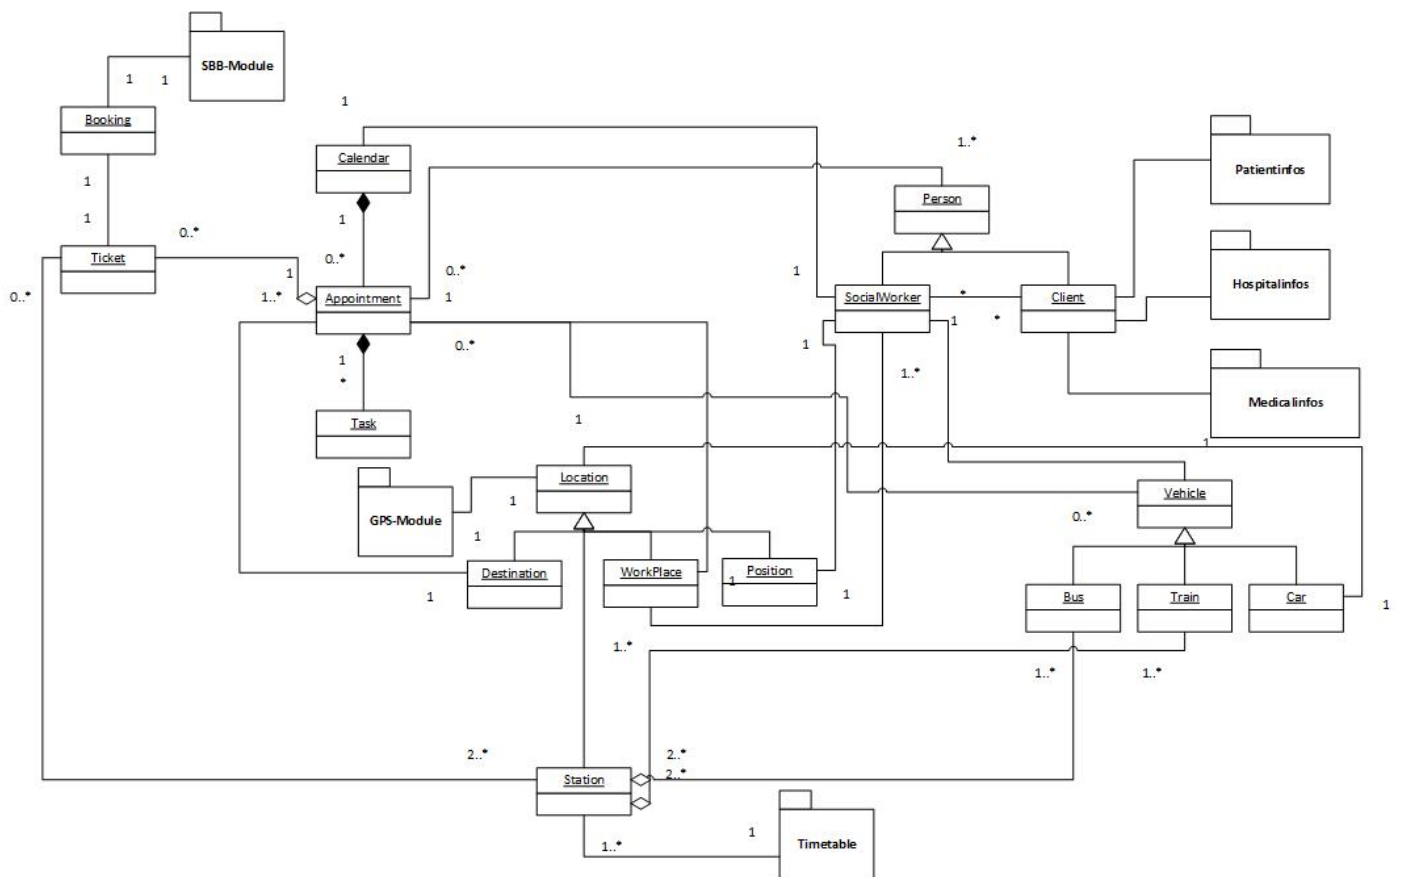 SBB-Module
1
1
1
Booking
Calendar
1..*
Patientinfos
1
Person
1
1
0..*
Hospitalinfos
Ticket
0..*
1
0..*
1
1
*
0..*
1..*
Appointment
1
SocialWorker
Client
1
*
0..*
1
1
1..*
*
Medicalinfos
Task
1
1
Location
1
Vehicle
GPS-Module
1
0..*
Destination
WorkPlace
1
Position
1
1
Bus
Train
Car
1
1..*
1..*
1..*
2..*
2..*
2..*
Station
1..*
1
Timetable